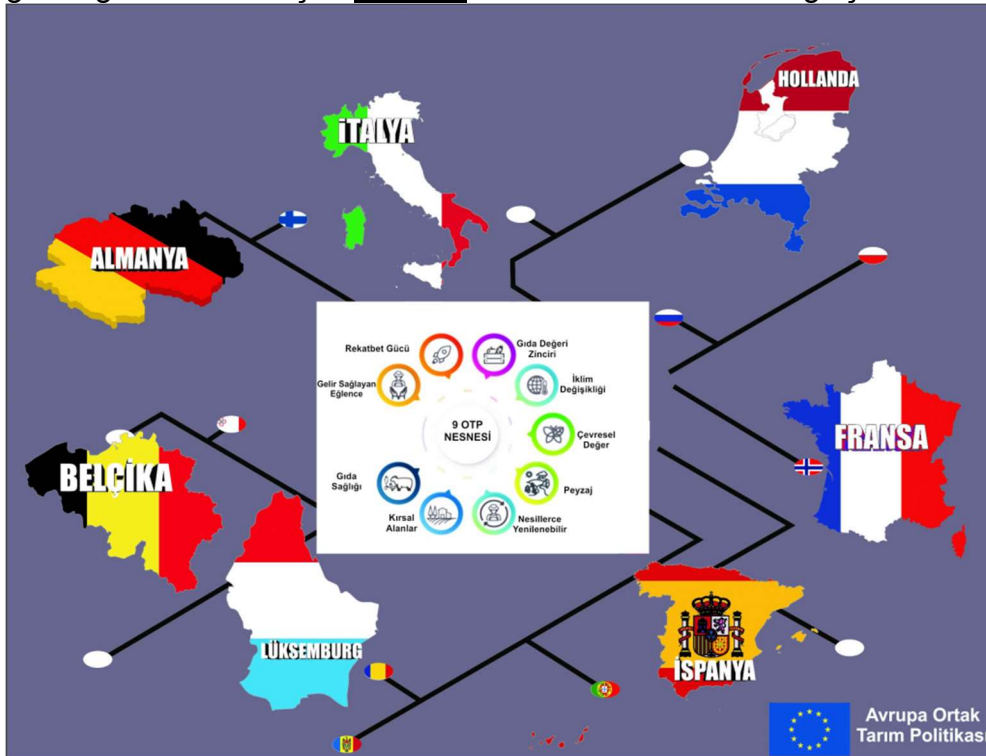 İTALYA
HOLLANDA
ALMANYA
Rekatbet Gücü
Gıda Değeri
Zinciri
Gelir Sağlayan
Eğlence
İklim
Değişikliği
9 OTP
NESNESİ
Çevresel
Değer
FRANSA
BELÇİKA
Gıda
Sağlığı
Peyzaj
Kırsal
Alanlar
Nesillerce
Yenilenebilir
LÜKSEMBURG
İSPANYA
Avrupa Ortak
Tarım Politikası